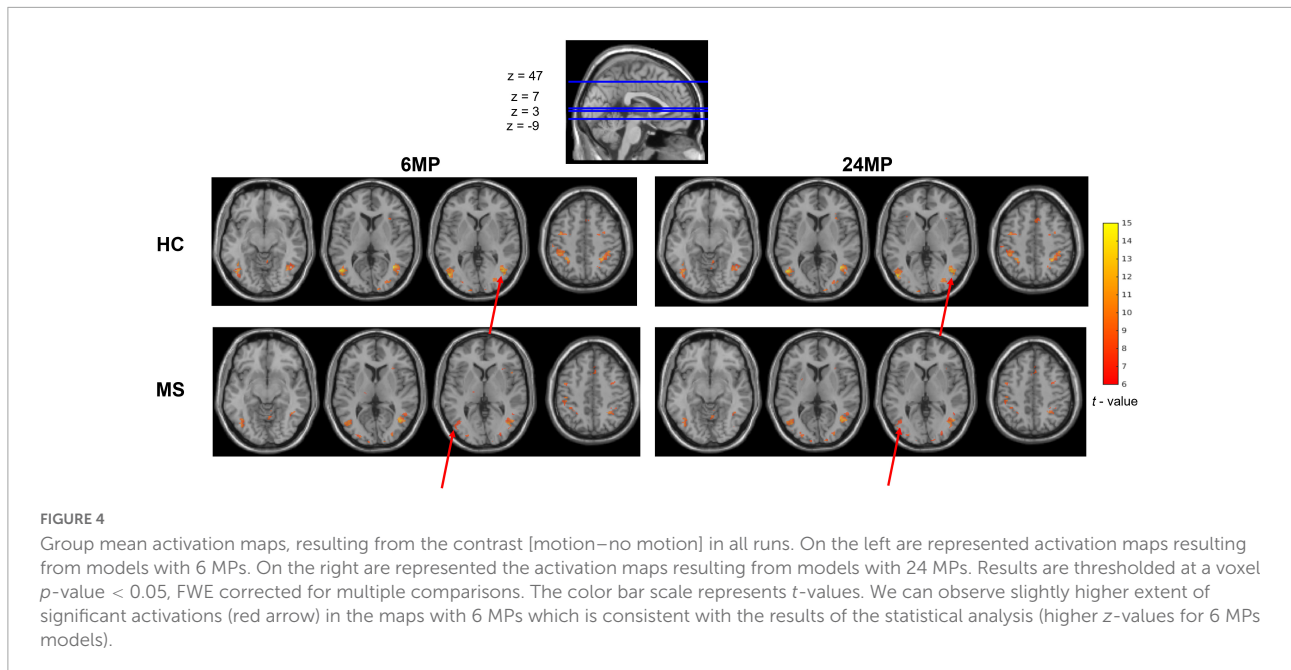 z = 47
z = 7
z = 3
z = -9
6MP
24MP
HC
MS
15
14
13
12
11
10
9
8
7
6
t - value
FIGURE 4
Group mean activation maps, resulting from the contrast [motion–no motion] in all runs. On the left are represented activation maps resulting
from models with 6 MPs. On the right are represented the activation maps resulting from models with 24 MPs. Results are thresholded at a voxel
p-value < 0.05, FWE corrected for multiple comparisons. The color bar scale represents t-values. We can observe slightly higher extent of
significant activations (red arrow) in the maps with 6 MPs which is consistent with the results of the statistical analysis (higher z-values for 6 MPs
models).